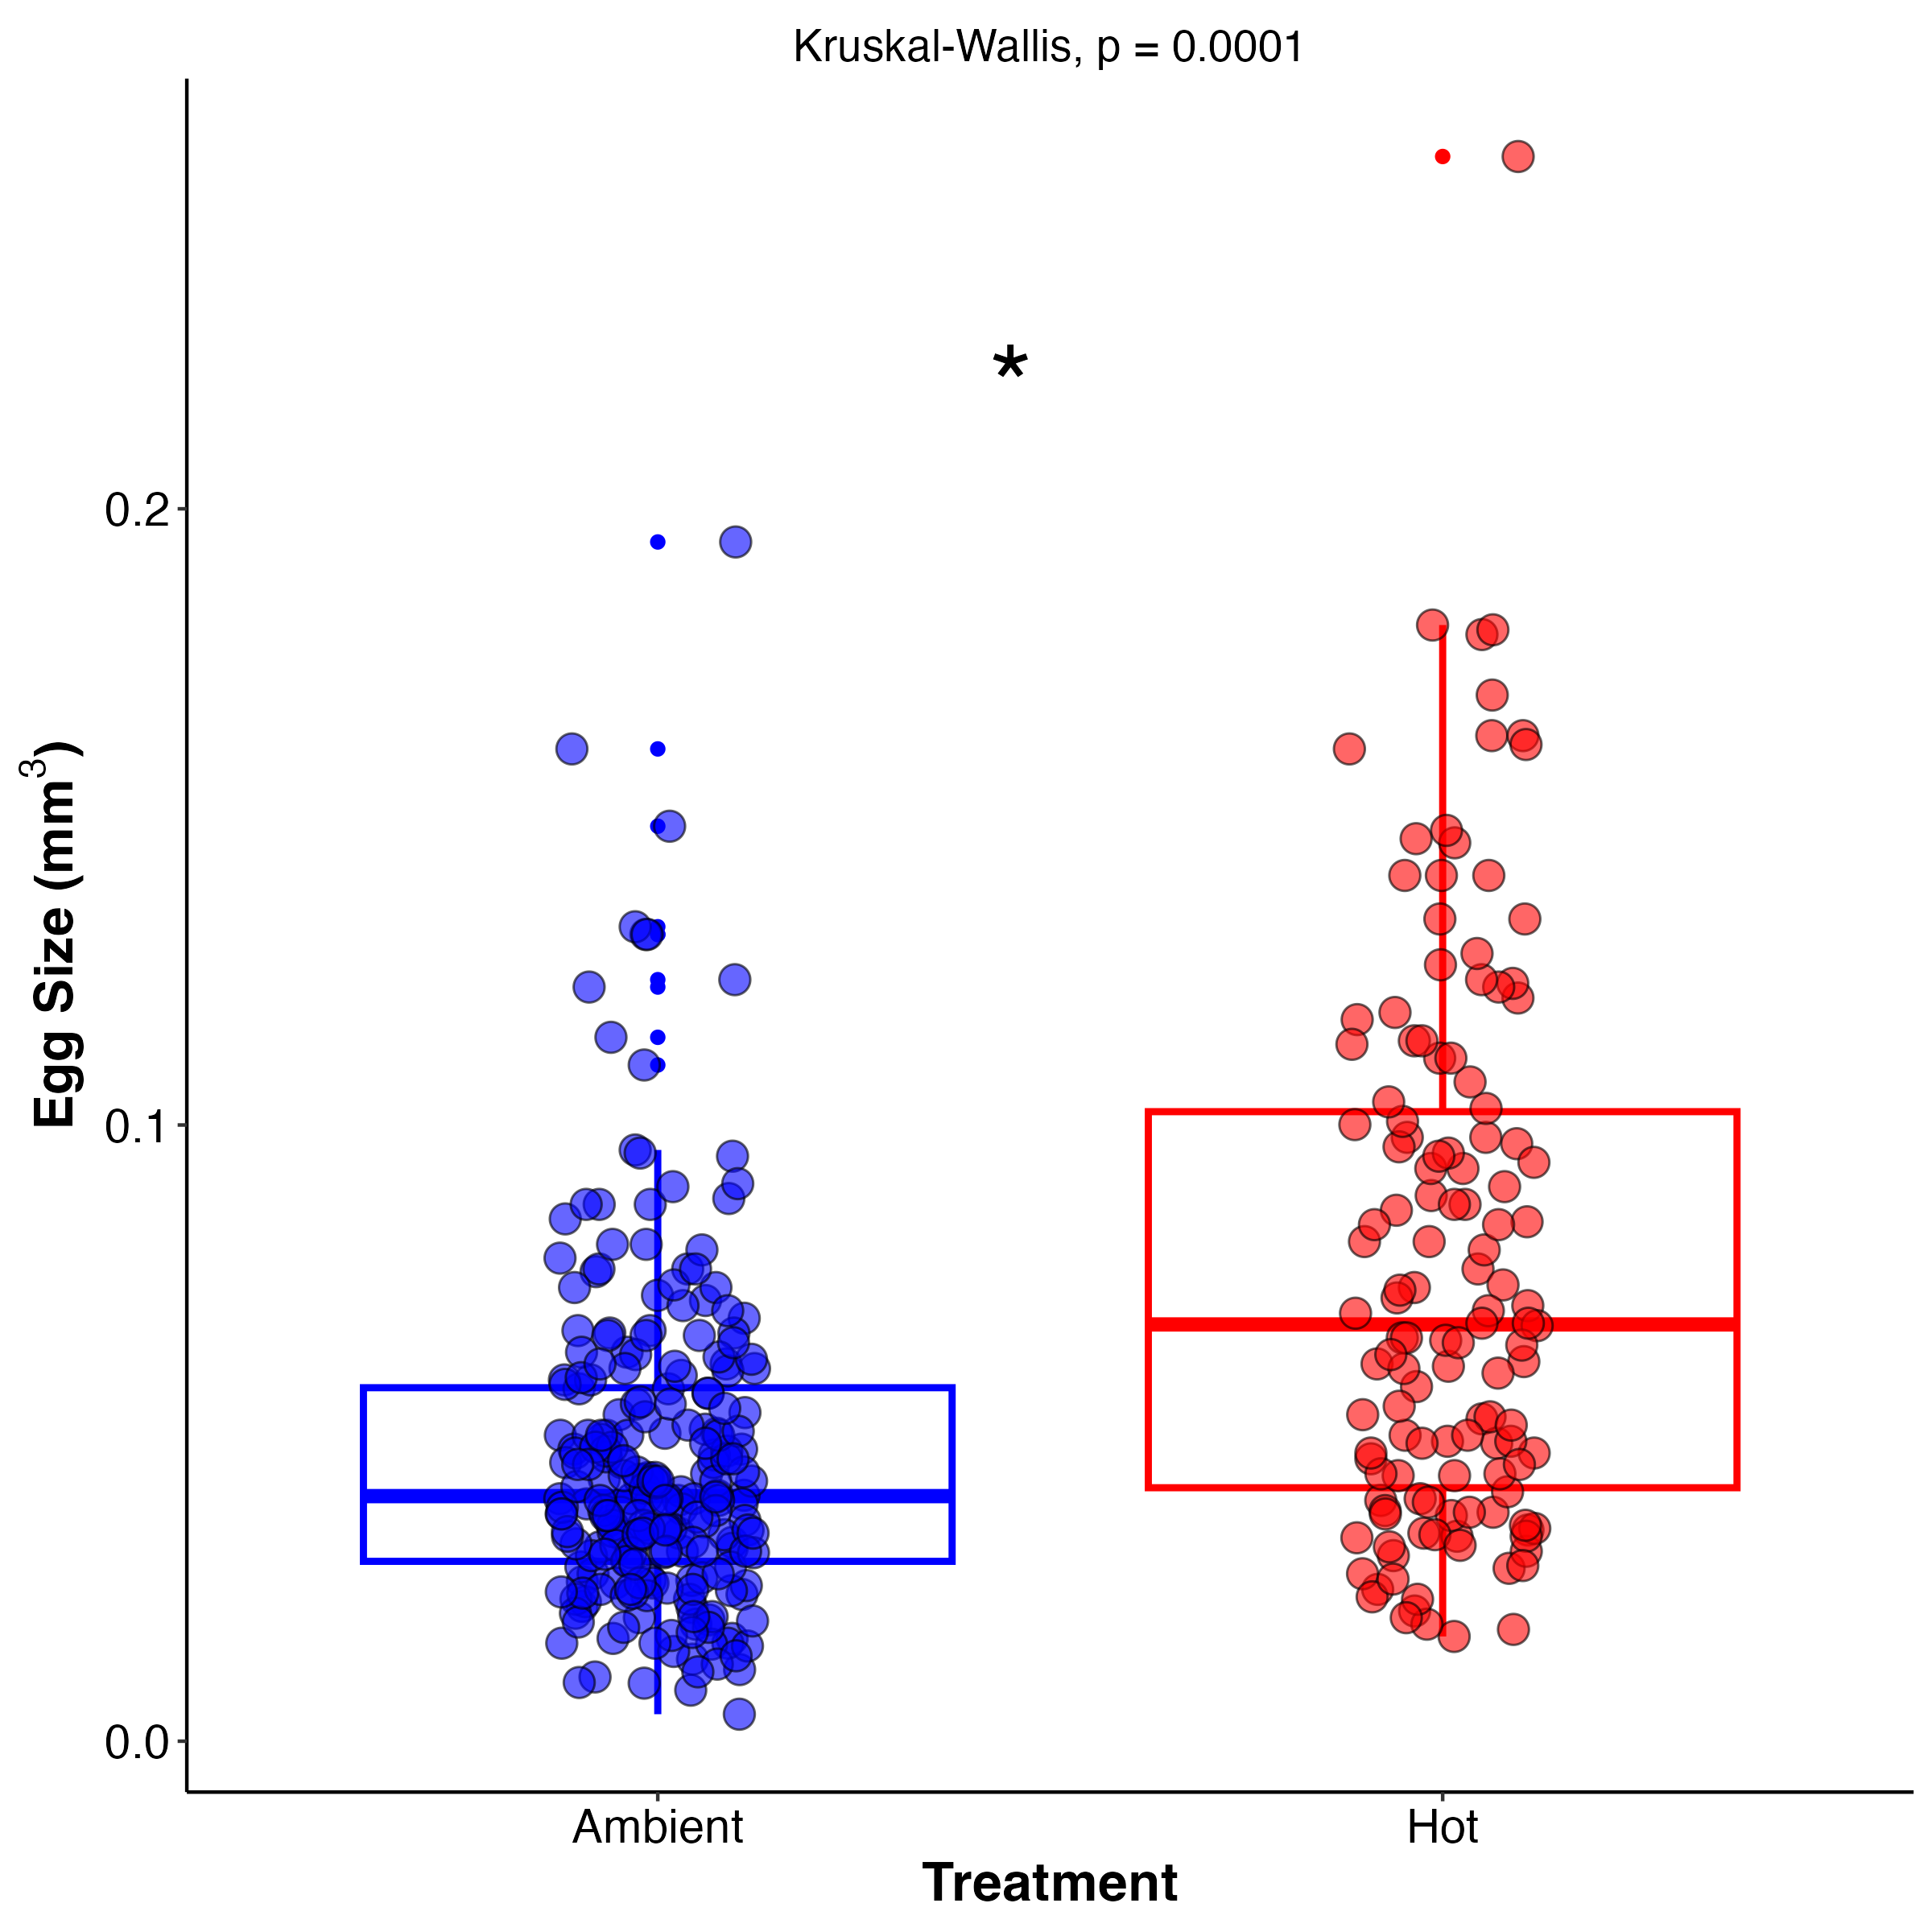 Kruskal-Wallis, p = 0.0001
*
0.2
0.1
0.0
Egg Size (mm³)
Ambient
Hot
Treatment